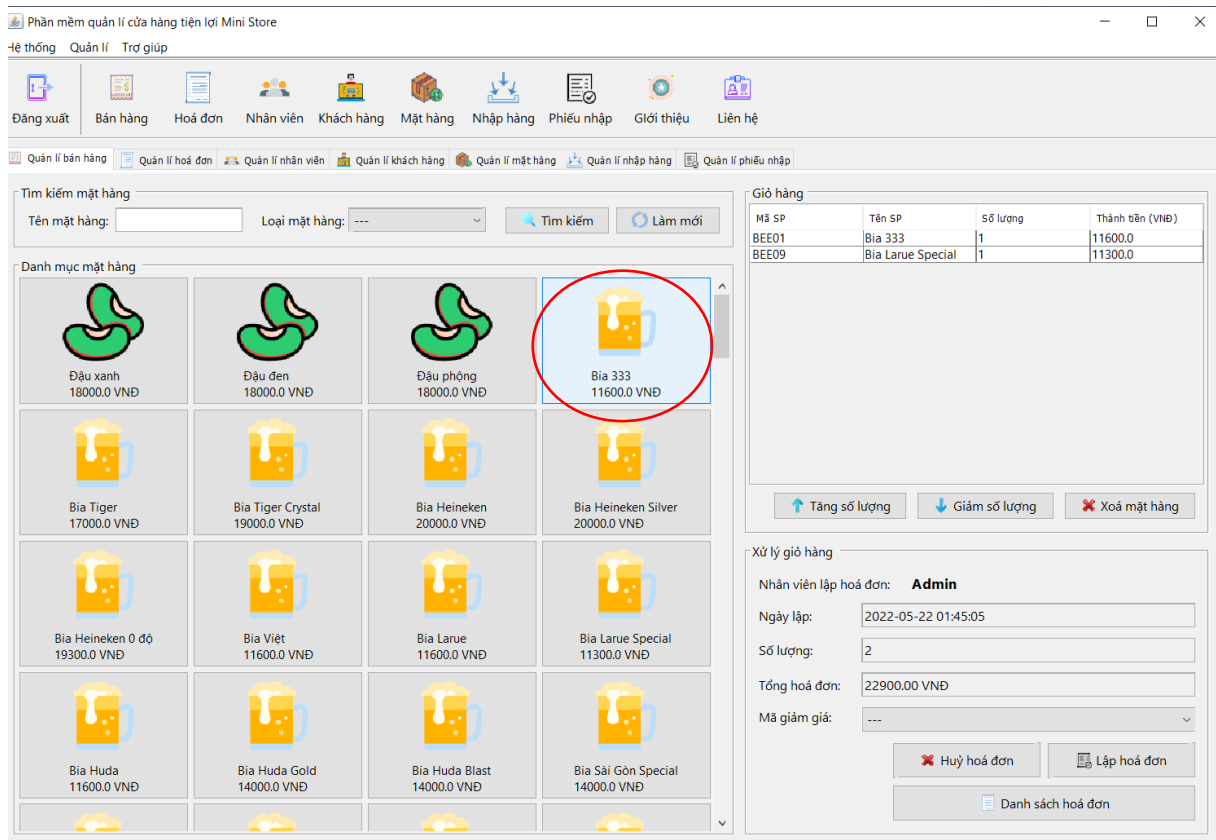 Phần mềm quản lí cửa hàng tiện lợi Mini Store
Hệ thống Quản lí Trợ giúp
Đăng xuất Bán hàng Hoá đơn Nhân viên Khách hàng Mặt hàng Nhập hàng Phiếu nhập GIới thiệu Liên hệ
Quản lí bán hàng Quản lí hoá đơn Quản lí nhân viên Quản lí khách hàng Quản lí mặt hàng Quản lí nhập hàng Quản lí phiếu nhập
Tìm kiếm mặt hàng
Tên mặt hàng: Loại mặt hàng: --- Tìm kiếm Làm mới
Danh mục mặt hàng
Đậu xanh Đậu đen Đậu phộng Bia 333
18000.0 VNĐ 18000.0 VNĐ 18000.0 VNĐ 11600.0 VNĐ
Bia Tiger Bia Tiger Crystal Bia Heineken Bia Heineken Silver
17000.0 VNĐ 19000.0 VNĐ 20000.0 VNĐ 20000.0 VNĐ
Bia Heineken 0 độ Bia Việt Bia Larue Bia Larue Special
19300.0 VNĐ 11600.0 VNĐ 11600.0 VNĐ 11300.0 VNĐ
Bia Huda Bia Huda Gold Bia Huda Blast Bia Sài Gòn Special
11600.0 VNĐ 14000.0 VNĐ 14000.0 VNĐ 14000.0 VNĐ
Giỏ hàng
Mã SP Tên SP Số lượng Thành tiền (VNĐ)
BEE01 Bia 333 1 11600.0
BEE09 Bia Larue Special 1 11300.0
Tăng số lượng Giảm số lượng Xoá mặt hàng
Xử lý giỏ hàng
Nhân viên lập hoá đơn: Admin
Ngày lập: 2022-05-22 01:45:05
Số lượng: 2
Tổng hoá đơn: 22900.00 VNĐ
Mã giảm giá: ---
Huỷ hoá đơn Lập hoá đơn
Danh sách hoá đơn